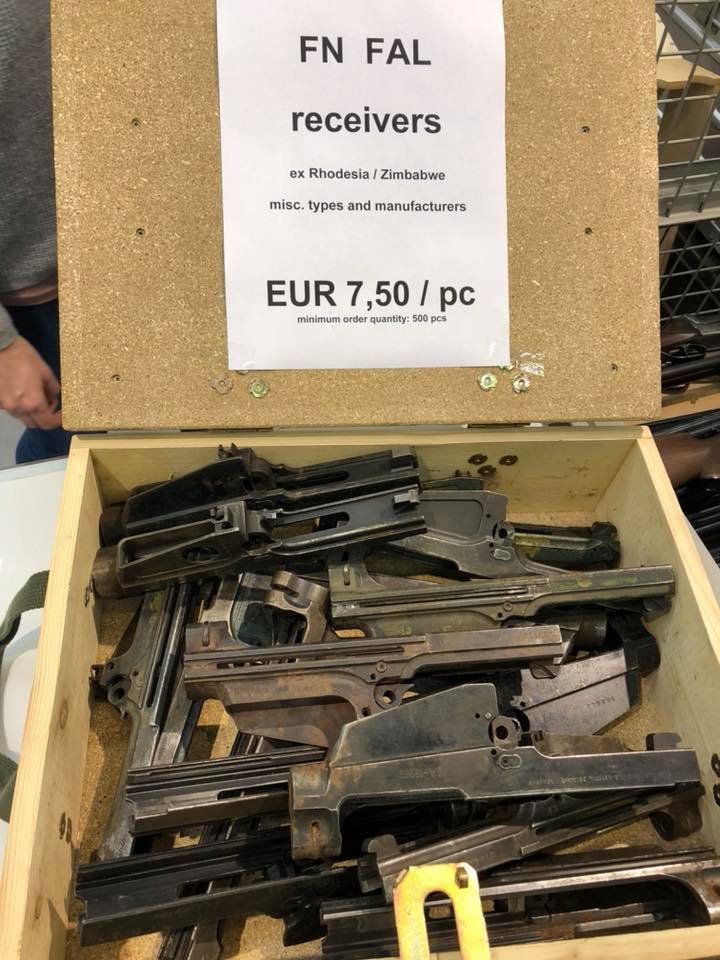 FN FAL
receivers
ex Rhodesia / Zimbabwe
misc. types and manufacturers
EUR 7,50 / pc
minimum order quantity: 500 pcs